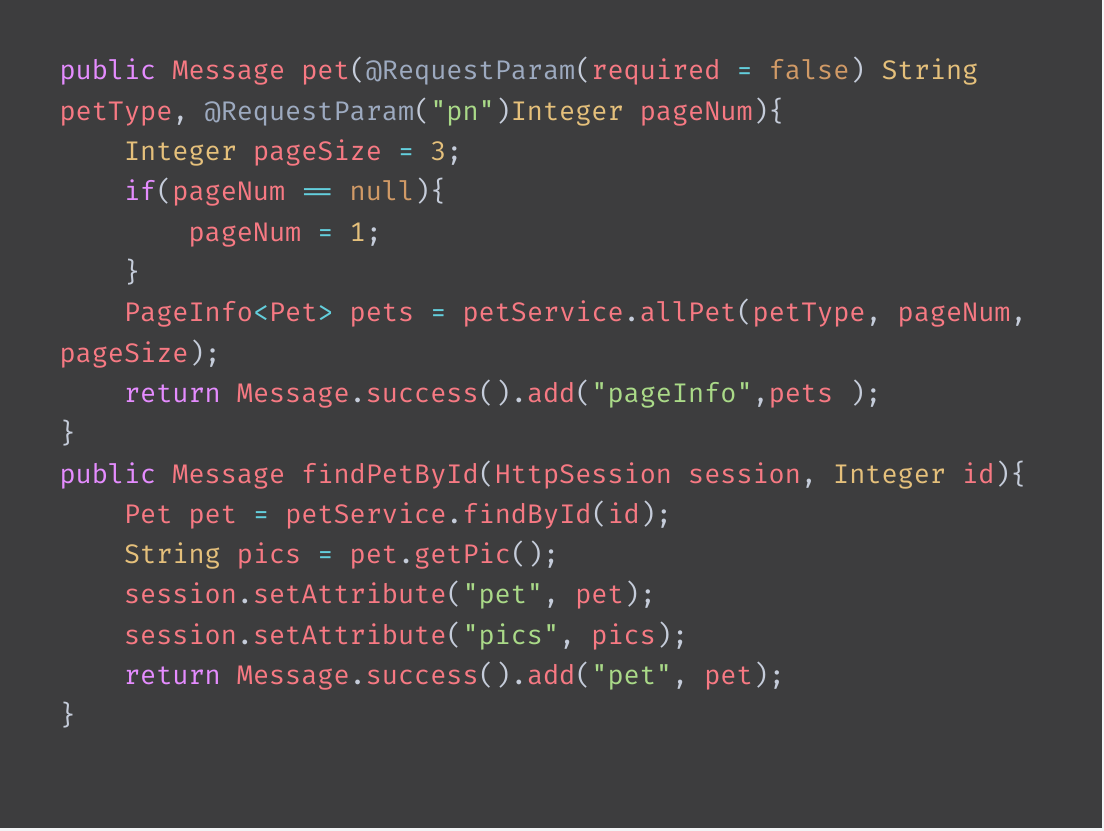 public Message pet(@RequestParam(required = false) String
petType, @RequestParam("pn")Integer pageNum){
    Integer pageSize = 3;
    if(pageNum == null){
        pageNum = 1;
    }
    PageInfo<Pet> pets = petService.allPet(petType, pageNum,
pageSize);
    return Message.success().add("pageInfo",pets );
}
public Message findPetById(HttpSession session, Integer id){
    Pet pet = petService.findById(id);
    String pics = pet.getPic();
    session.setAttribute("pet", pet);
    session.setAttribute("pics", pics);
    return Message.success().add("pet", pet);
}